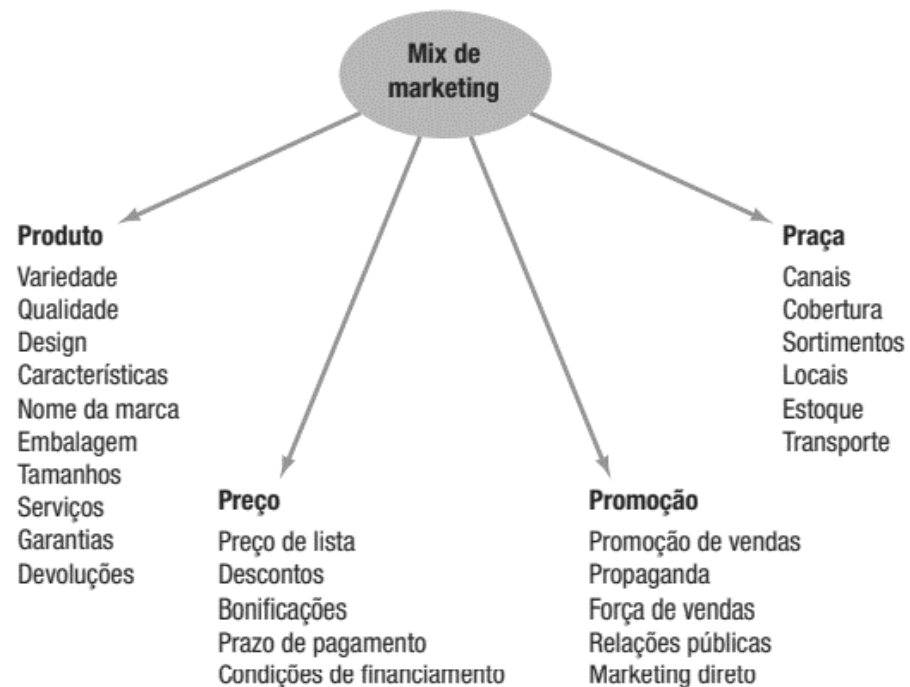 Mix de
marketing
Produto
Variedade
Qualidade
Design
Características
Nome da marca
Embalagem
Tamanhos
Serviços
Garantias
Devoluções
Preço
Preço de lista
Descontos
Bonificações
Prazo de pagamento
Condições de financiamento
Promoção
Promoção de vendas
Propaganda
Força de vendas
Relações públicas
Marketing direto
Praça
Canais
Cobertura
Sortimentos
Locais
Estoque
Transporte